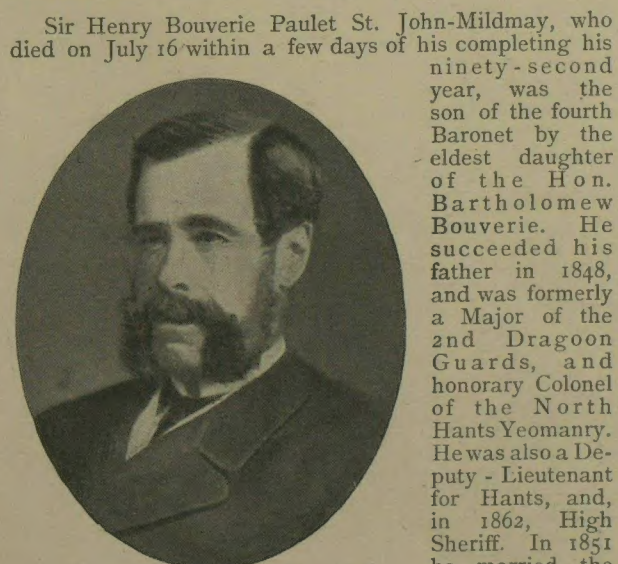 Sir Henry Bouverie Paulet St. John-Mildmay, who
died on July 16 within a few days of his completing his
ninety-second
year, was the
son of the fourth
Baronet by the
eldest daughter
of the Hon.
Bartholomew
Bouverie. He
succeeded his
father in 1848,
and was formerly
a Major of the
2nd Dragoon
Guards, and
honorary Colonel
of the North
Hants Yeomanry.
He was also a De-
puty - Lieutenant
for Hants, and,
in 1862, High
Sheriff. In 1851
he married the